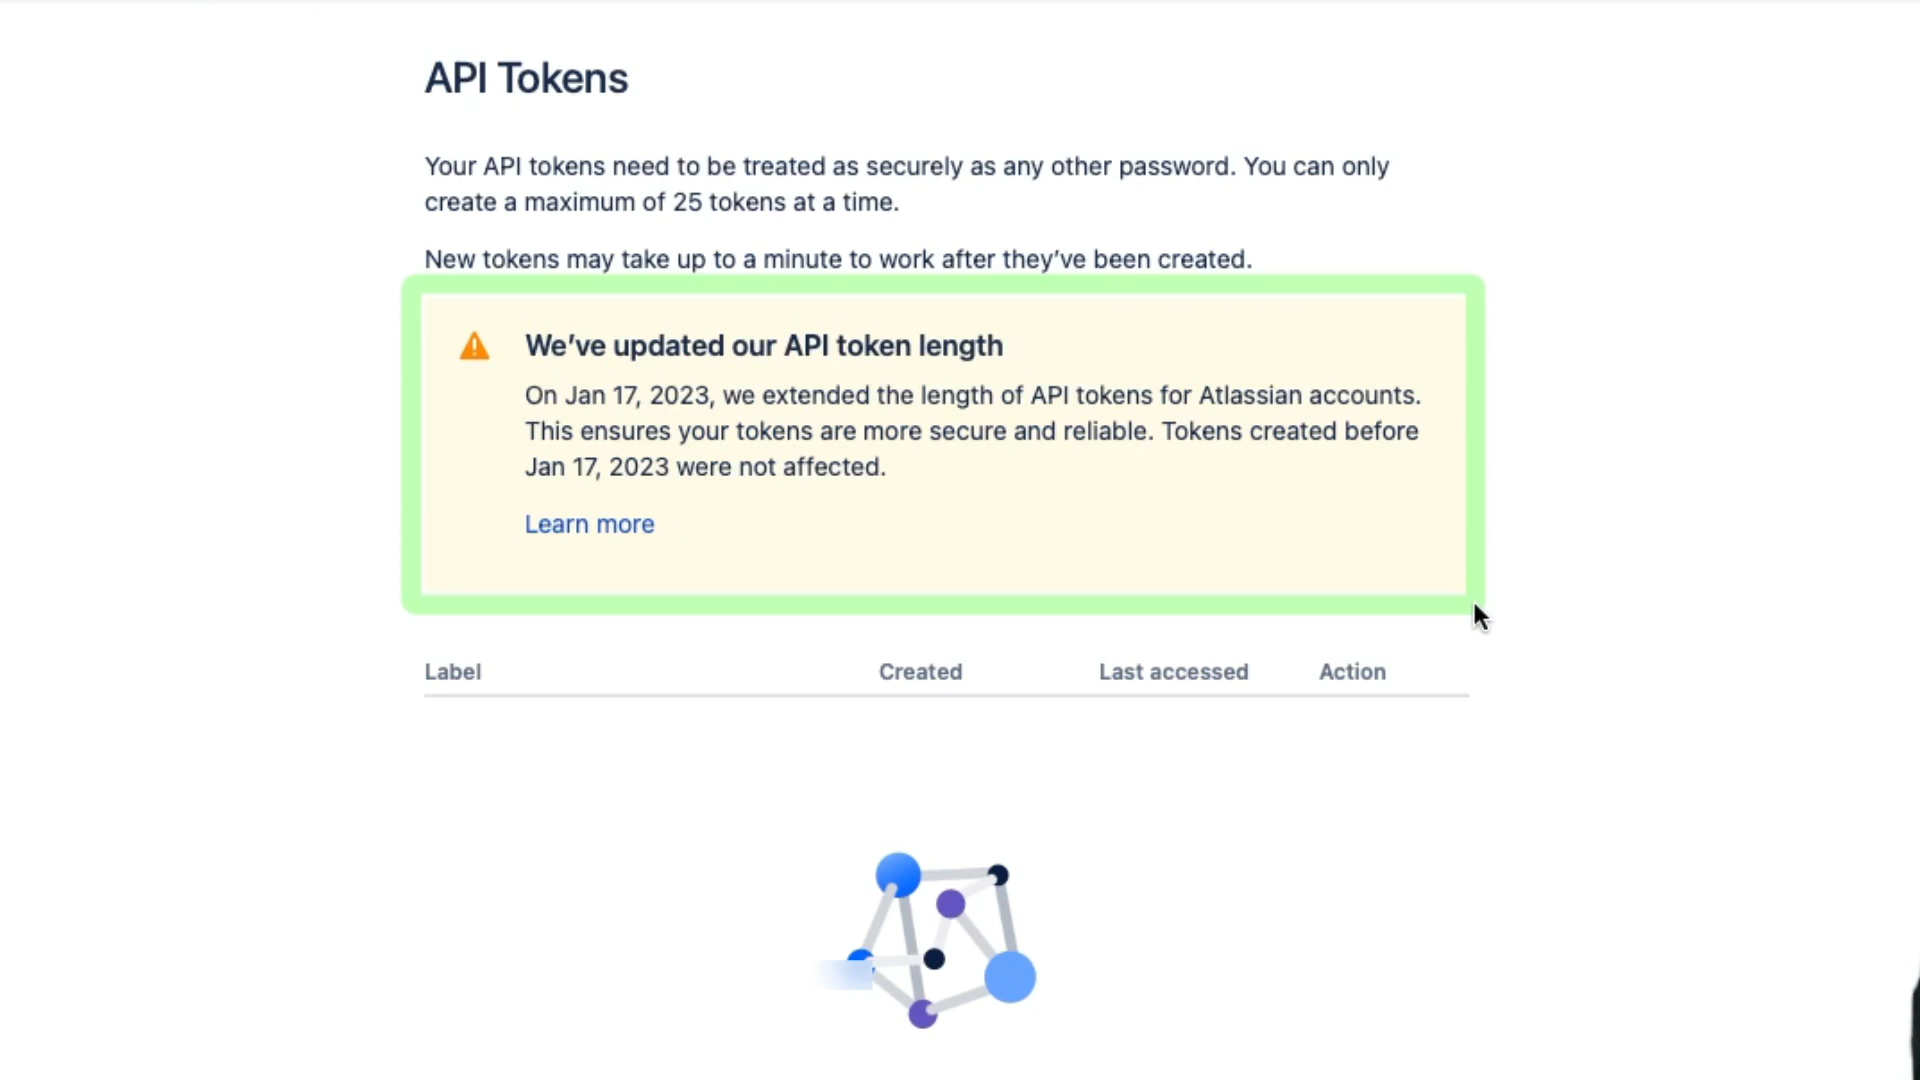 API Tokens
Your API tokens need to be treated as securely as any other password. You can only
create a maximum of 25 tokens at a time.
New tokens may take up to a minute to work after they’ve been created.
We’ve updated our API token length
On Jan 17, 2023, we extended the length of API tokens for Atlassian accounts.
This ensures your tokens are more secure and reliable. Tokens created before
Jan 17, 2023 were not affected.
Learn more
Label Created Last accessed Action